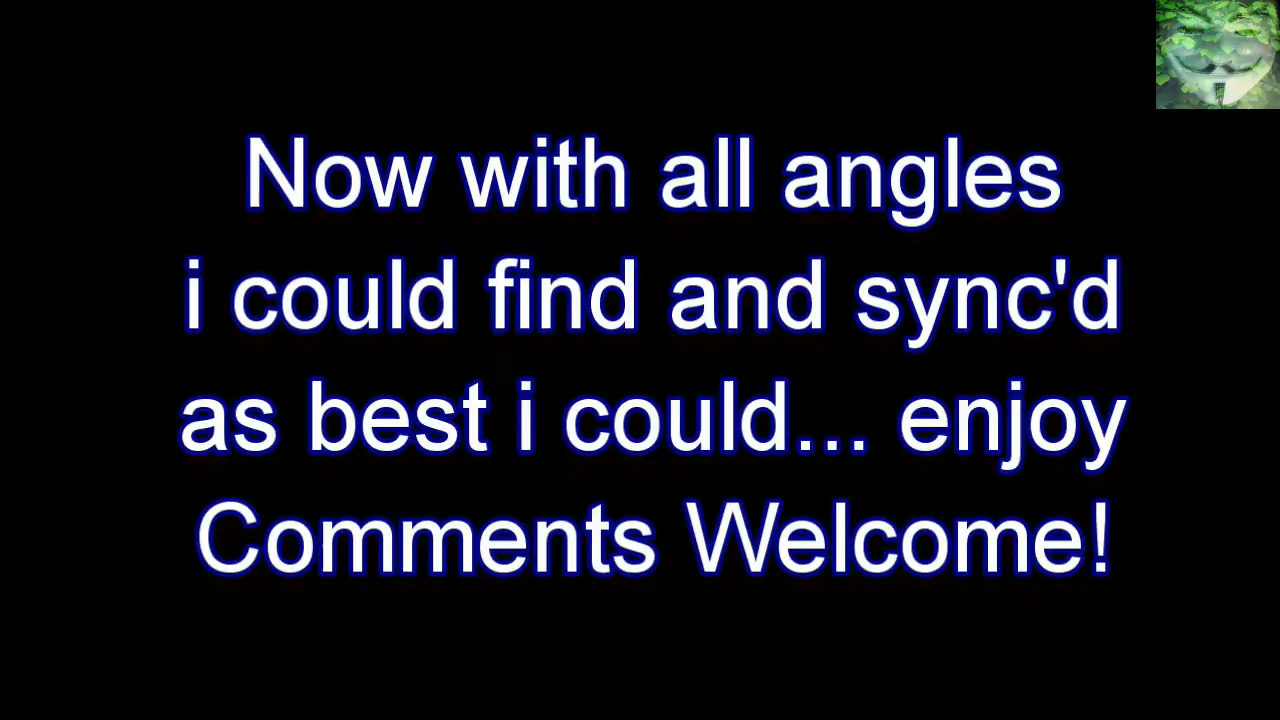 Now with all angles
i could find and sync'd
as best i could... enjoy
Comments Welcome!